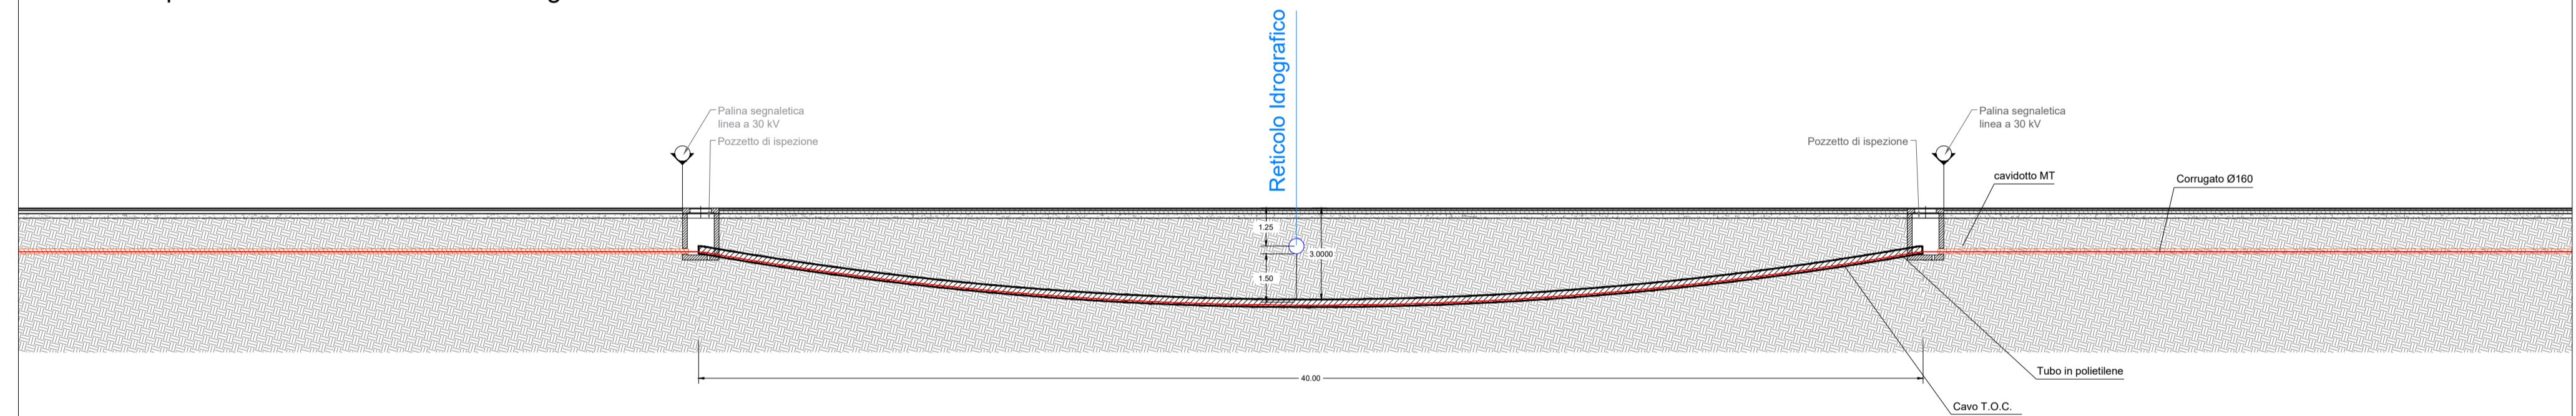 Reticolo Idrografico
Palina segnaletica
linea a 30 kV
Pozzetto di ispezione
Palina segnaletica
linea a 30 kV
Pozzetto di ispezione
cavidotto MT
Corrugato Ø160
1.25
3.0000
1.50
40.00
Tubo in polietilene
Cavo T.O.C.